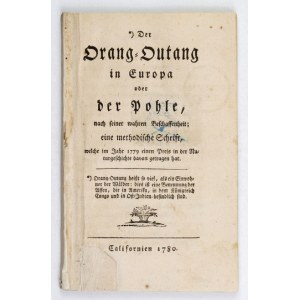 *) Der
Orang-Outang
in Europa
oder
der Pohle,
nach seiner wahren Beschaffenheit;
eine methodische Schrift,
welche im Jahr 1779 einen Preis in der Na-
turgeschichte davon getragen hat.
*) Orang-Outang heißt so viel, als ein Einwoh-
ner der Wälder: dies ist eine Benennung des
Affen, der in Amerika, in dem Königreich
Congo und in Ost-Indien befindlich sind.
Californien 1780.